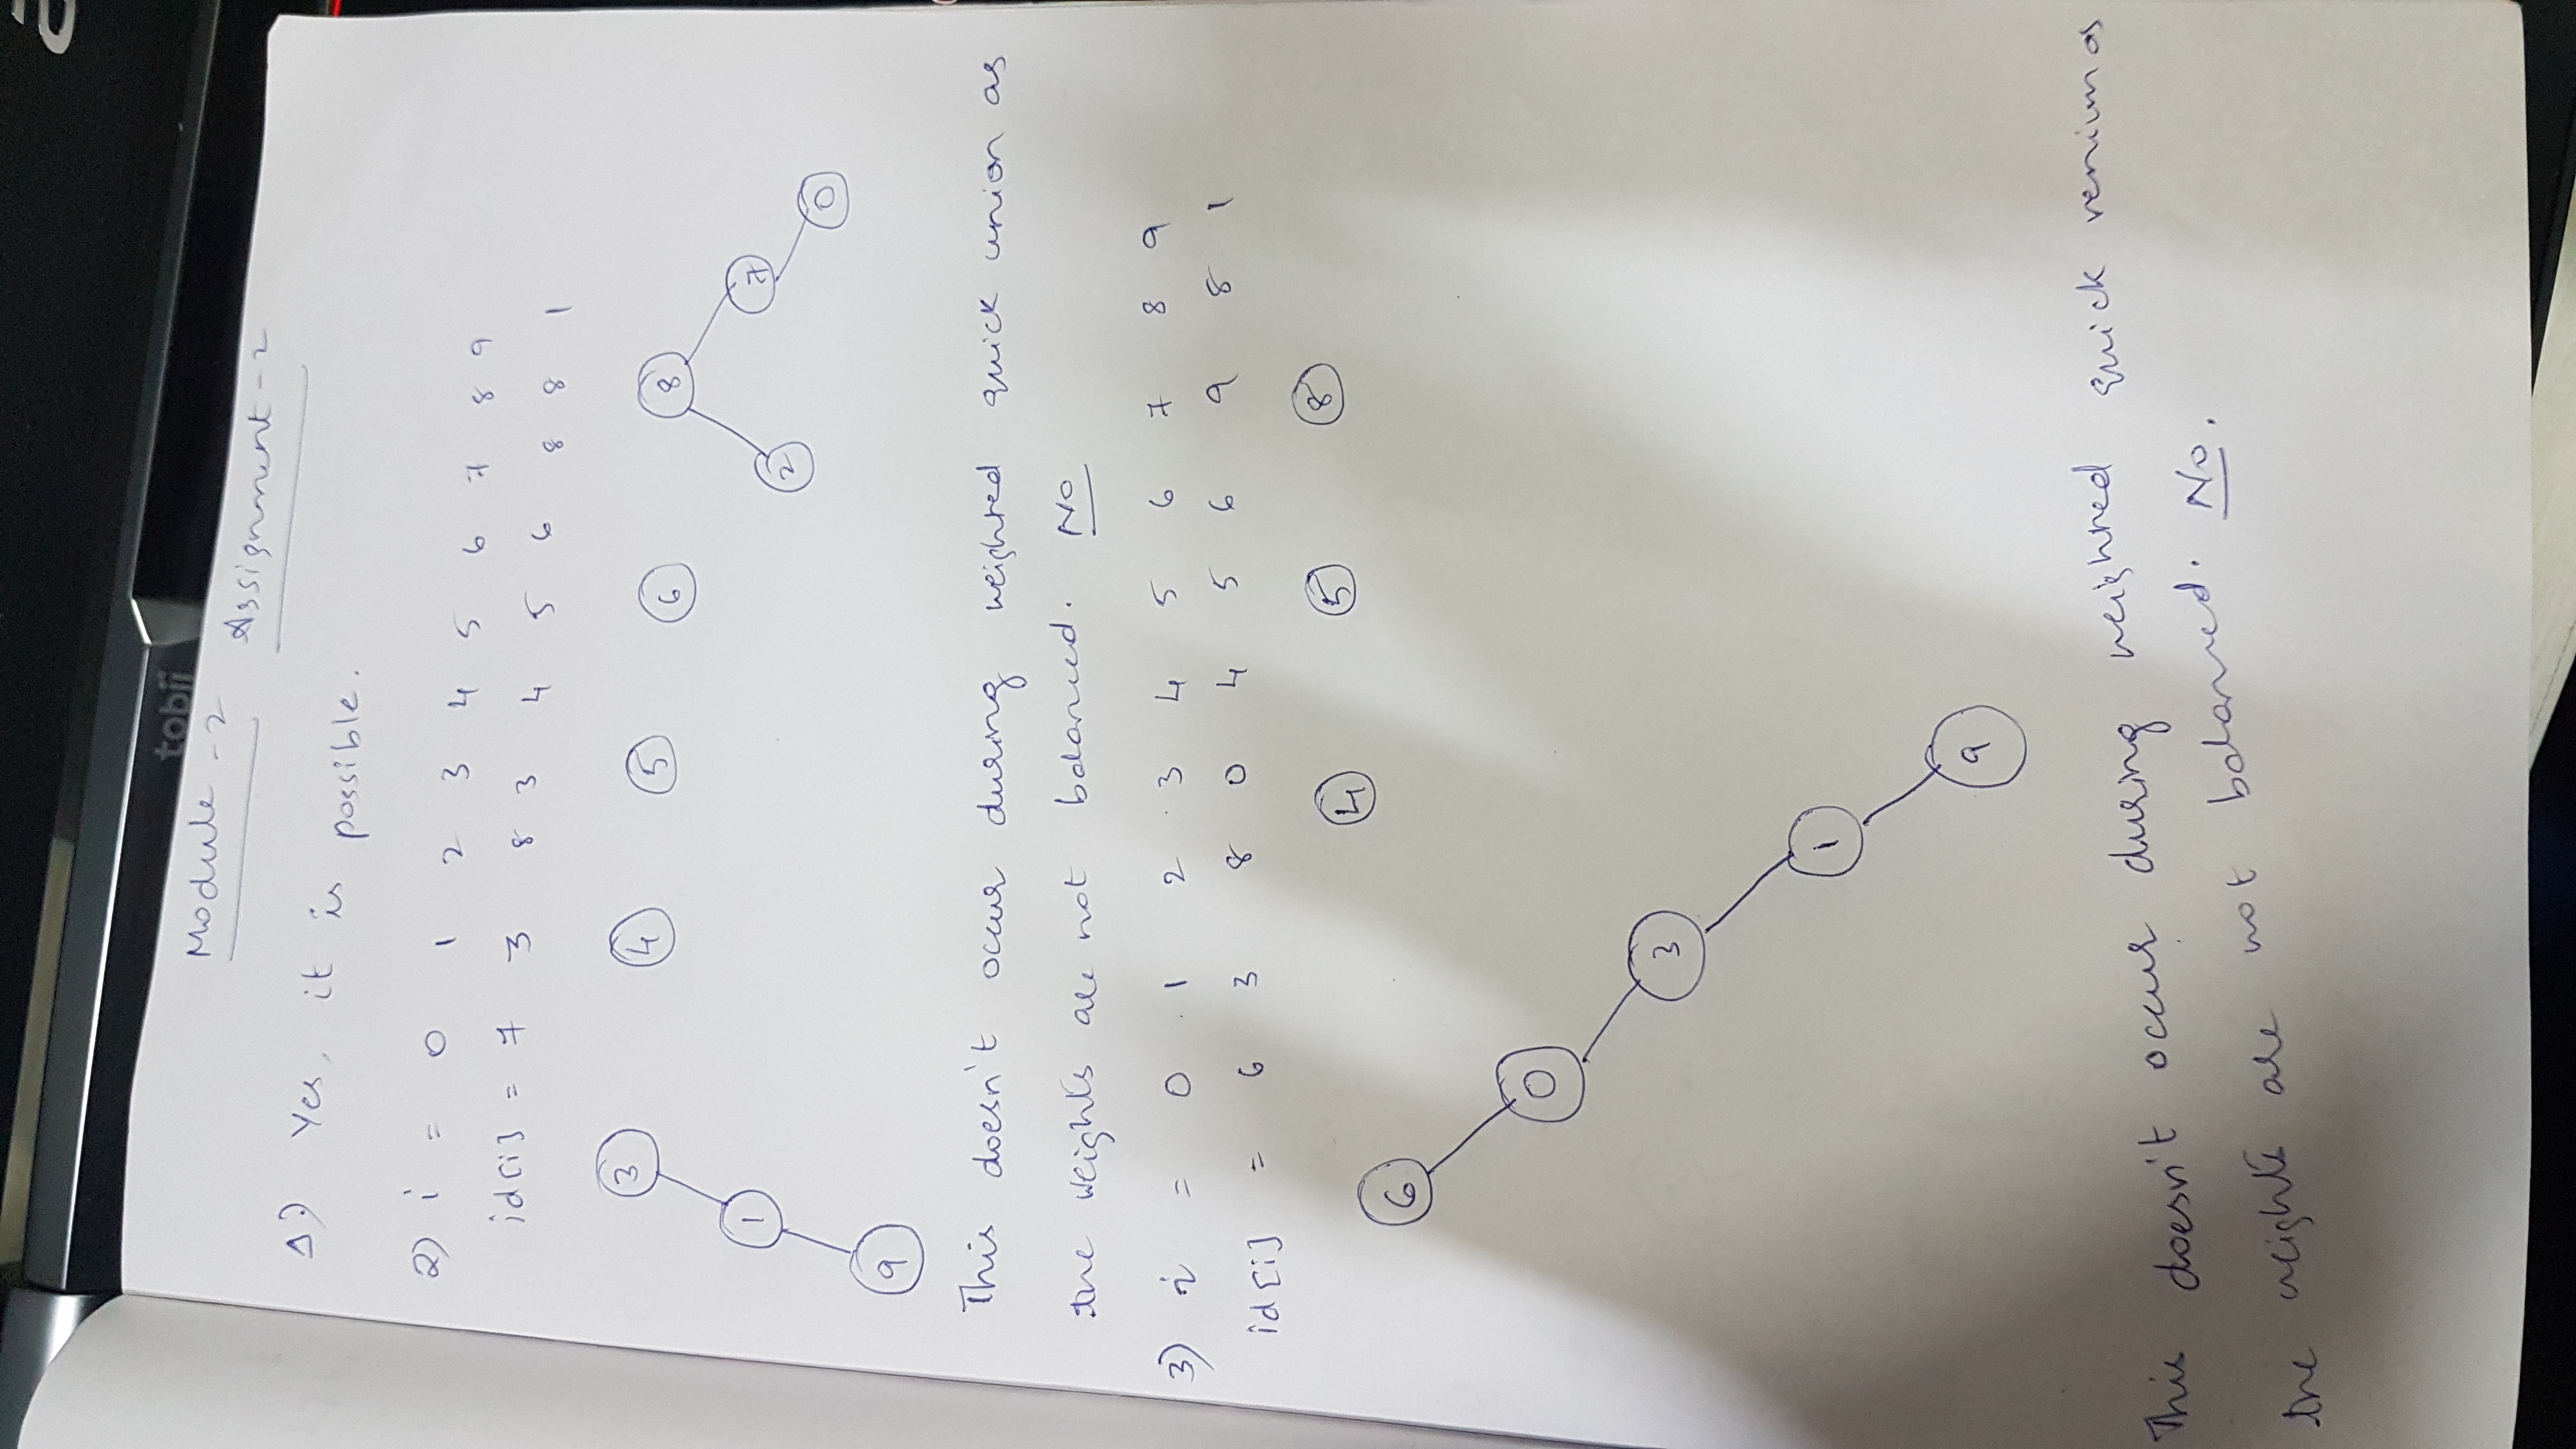 tobii
Module - 2 Assignment - 2
1.) Yes, it is possible.
2) i = 0 1 2 3 4 5 6 7 8 9
id[i] = 7 3 8 3 4 5 6 8 8 1
3 4 5 6 8
1 2 7
9 0
This doesn't occur during weighted quick union as
the weights are not balanced. No
3) i = 0 1 2 3 4 5 6 7 8 9
id[i] = 6 3 8 0 4 5 6 9 8 1
4 5 8
6
0
3
1
9
This doesn't occur during weighted quick as
the weights are not balanced. No.